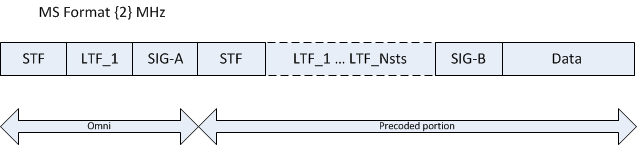 MS Format {2} MHz
STF LTF_1 SIG-A STF LTF_1 ... LTF_Nsts SIG-B Data
Omni Precoded portion